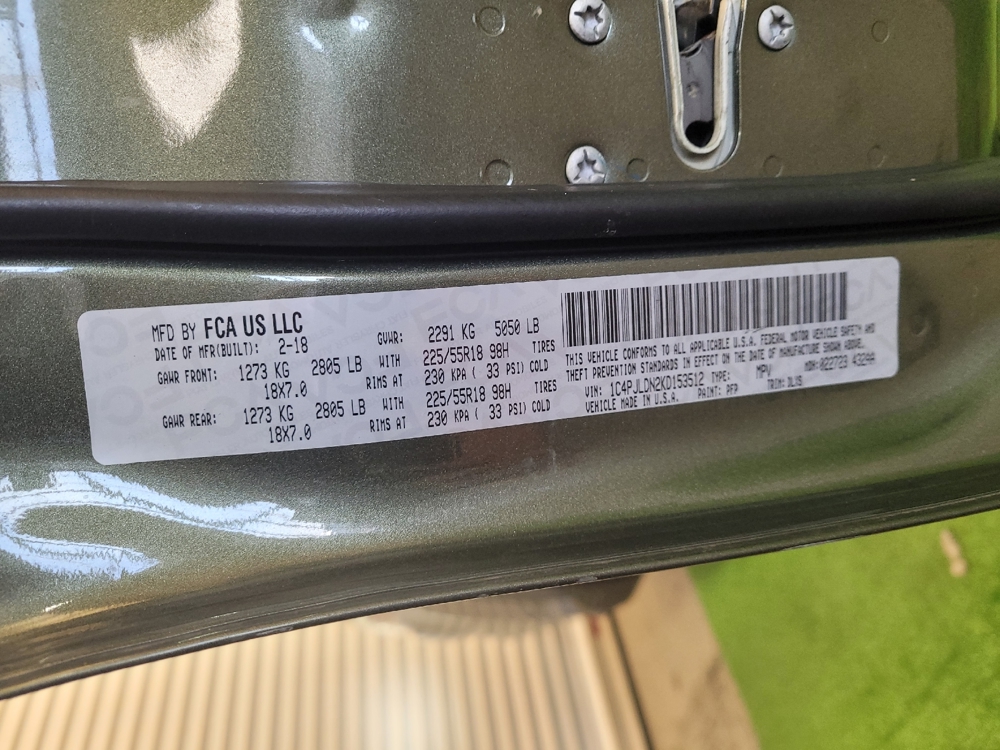 MFD BY FCA US LLC
DATE OF MFR(BUILT): 2-18 GVWR: 2291 KG 5050 LB
GAWR FRONT: 1273 KG 2805 LB WITH 225/55R18 98H TIRES
18X7.0 RIMS AT 230 KPA ( 33 PSI) COLD
GAWR REAR: 1273 KG 2805 LB WITH 225/55R18 98H TIRES
18X7.0 RIMS AT 230 KPA ( 33 PSI) COLD
THIS VEHICLE CONFORMS TO ALL APPLICABLE U.S.A. FEDERAL MOTOR VEHICLE SAFETY AND
THEFT PREVENTION STANDARDS IN EFFECT ON THE DATE OF MANUFACTURE SHOWN ABOVE.
VIN: 1C4PJLDN2KD153512 TYPE: MPV MDH:022723 432AA
VEHICLE MADE IN U.S.A. PAINT: PFP TRIM: